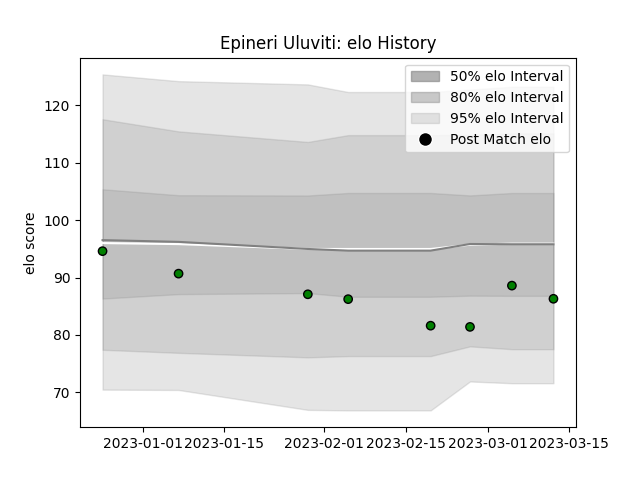 Epineri Uluviti: elo History
50% elo Interval
80% elo Interval
95% elo Interval
Post Match elo
elo score
120
110
100
90
80
70
2023-01-01 2023-01-15 2023-02-01 2023-02-15 2023-03-01 2023-03-15